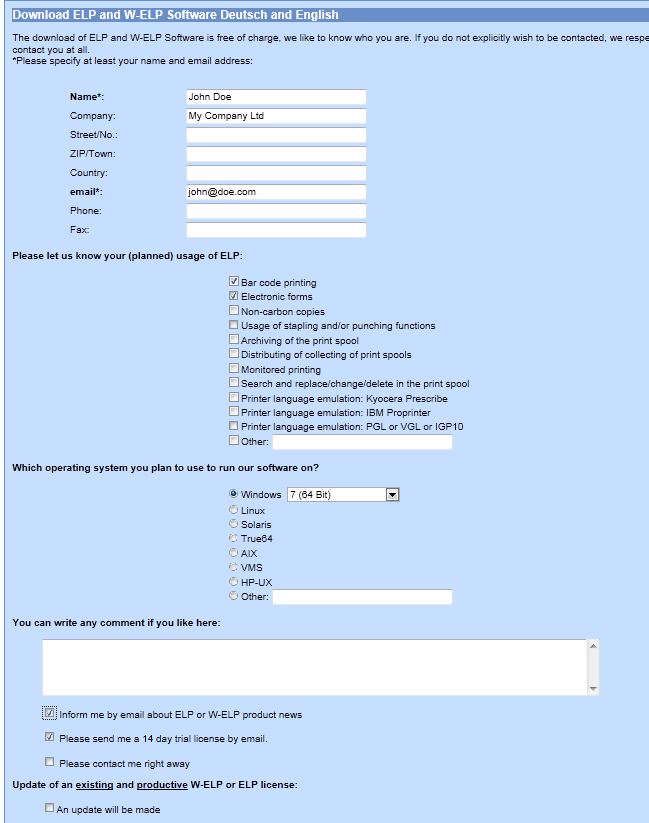 Download ELP and W-ELP Software Deutsch and English
The download of ELP and W-ELP Software is free of charge, we like to know who you are. If you do not explicitly wish to be contacted, we respe
contact you at all.
*Please specify at least your name and email address:
Name*: John Doe
Company: My Company Ltd
Street/No.:
ZIP/Town:
Country:
email*: john@doe.com
Phone:
Fax:
Please let us know your (planned) usage of ELP:
Bar code printing
Electronic forms
Non-carbon copies
Usage of stapling and/or punching functions
Archiving of the print spool
Distributing of collecting of print spools
Monitored printing
Search and replace/change/delete in the print spool
Printer language emulation: Kyocera Prescribe
Printer language emulation: IBM Proprinter
Printer language emulation: PGL or VGL or IGP10
Other:
Which operating system you plan to use to run our software on?
Windows 7 (64 Bit)
Linux
Solaris
True64
AIX
VMS
HP-UX
Other:
You can write any comment if you like here:
Inform me by email about ELP or W-ELP product news
Please send me a 14 day trial license by email.
Please contact me right away
Update of an existing and productive W-ELP or ELP license:
An update will be made